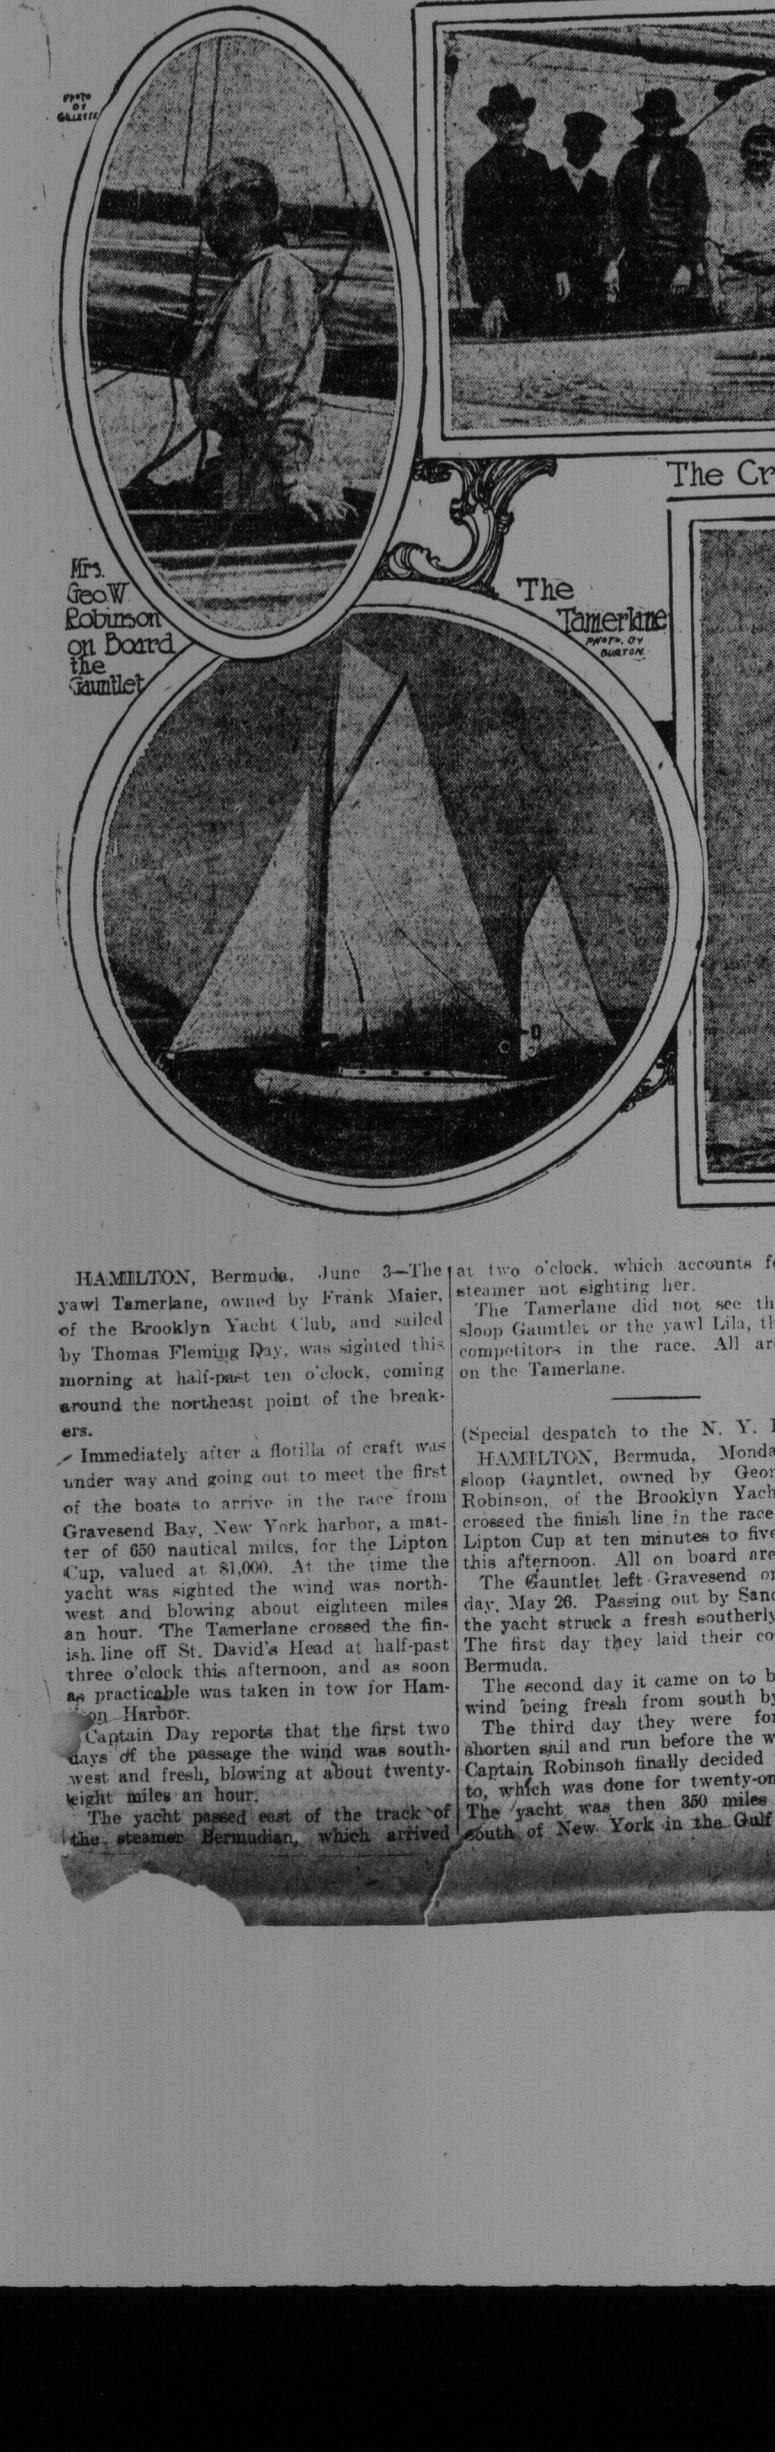 PHOTO
OF
GILLETTE
Mrs.
Geo. W.
Robinson
on Board
the
Gauntlet
The Cr
The
Tamerlane
PHOTO. BY
BURTON.
HAMILTON, Bermuda, June 3—The
yawl Tamerlane, owned by Frank Maier,
of the Brooklyn Yacht Club, and sailed
by Thomas Fleming Day, was sighted this
morning at half-past ten o'clock, coming
around the northeast point of the break-
ers.
Immediately after a flotilla of craft was
under way and going out to meet the first
of the boats to arrive in the race from
Gravesend Bay, New York harbor, a mat-
ter of 650 nautical miles, for the Lipton
Cup, valued at $1,000. At the time the
yacht was sighted the wind was north-
west and blowing about eighteen miles
an hour. The Tamerlane crossed the fin-
ish line off St. David's Head at half-past
three o'clock this afternoon, and as soon
as practicable was taken in tow for Ham-
on Harbor.
Captain Day reports that the first two
days of the passage the wind was south-
west and fresh, blowing at about twenty-
eight miles an hour.
The yacht passed east of the track of
the steamer Bermudian, which arrived
at two o'clock, which accounts f
steamer not sighting her.
The Tamerlane did not see th
sloop Gauntlet or the yawl Lila, th
competitors in the race. All are
on the Tamerlane.
(Special despatch to the N. Y.
HAMILTON, Bermuda, Monda
sloop Gauntlet, owned by Geor
Robinson, of the Brooklyn Yach
crossed the finish line in the race
Lipton Cup at ten minutes to five
this afternoon. All on board are
The Gauntlet left Gravesend o
day, May 26. Passing out by Sand
the yacht struck a fresh southerly
The first day they laid their co
Bermuda.
The second day it came on to b
wind being fresh from south by
The third day they were for
shorten sail and run before the w
Captain Robinson finally decided
to, which was done for twenty-on
The yacht was then 350 miles
south of New York in the Gulf